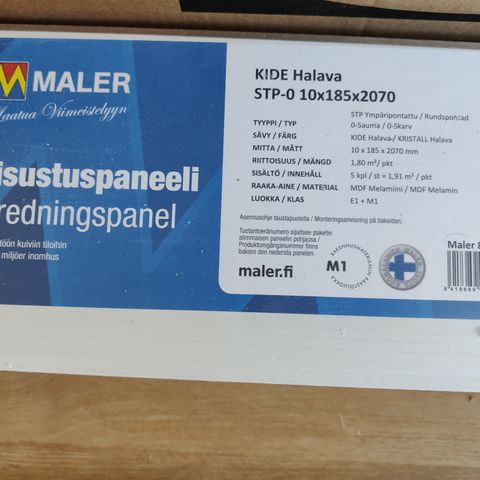 MALER
Laatua Viimeistelyyn
isustuspaneeli
redningspanel
töön kuiviin tiloihin
miljöer inomhus
KIDE Halava
STP-0 10x185x2070
TYYPPI / TYP STP Ympäripontattu / Rundspontad
0-Sauma / 0-Skarv
SÄVY / FÄRG KIDE Halava / KRISTALL Halava
MITTA / MÅTT 10 x 185 x 2070 mm
RIITTOISUUS / MÄNGD 1,80 m²/ pkt
SISÄLTÖ / INNEHÅLL 5 kpl / st = 1,91 m² / pkt
RAAKA-AINE / MATERIAL MDF Melamiini / MDF Melamin
LUOKKA / KLAS E1 + M1
Asennusohje taustapuolella / Monteringsanvisning på baksidan.
Tuotantoeränumero sijaitsee paketin
alimmaisen paneelin pohjassa /
Produktomgångsnummer finns
bakom den nedersta panelen.
maler.fi
M1
RAKENNUSMATERIAALIEN
PÄÄSTÖLUOKKA
Maler 8